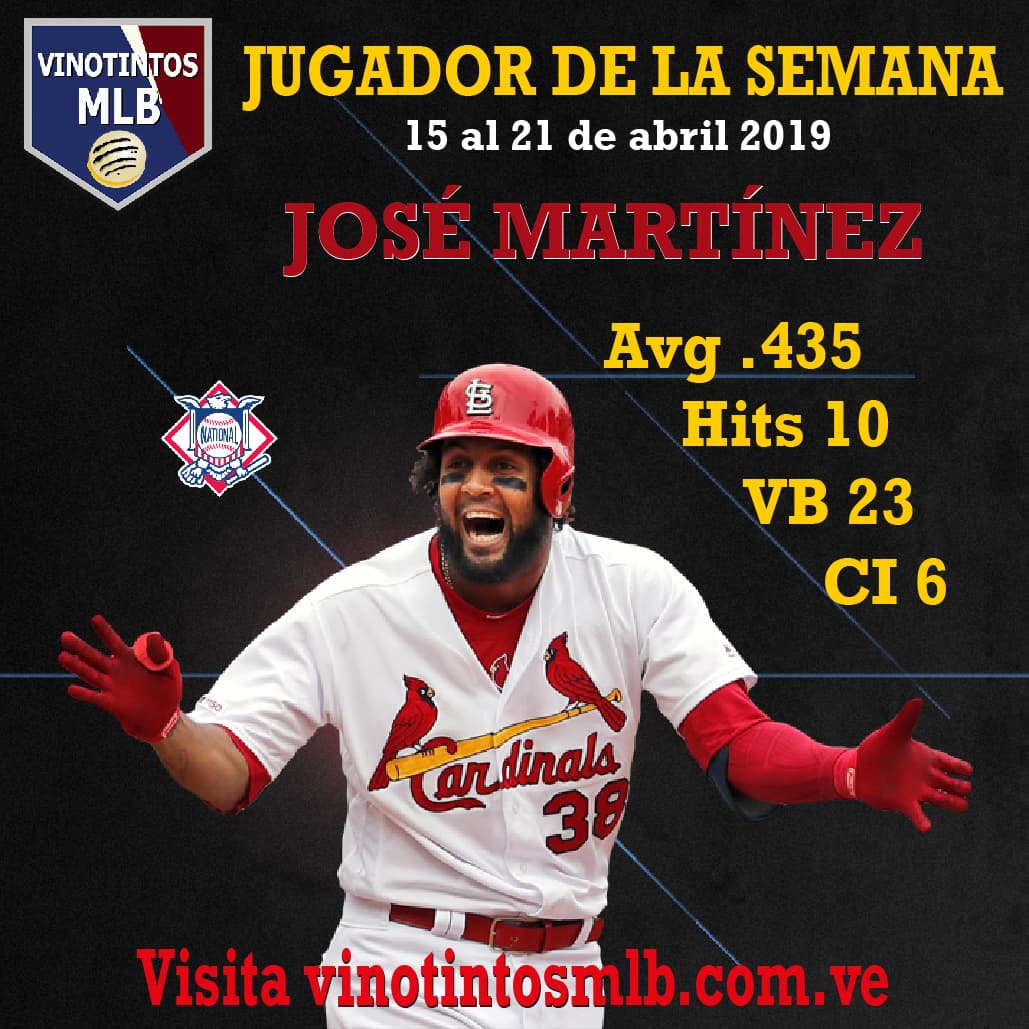 VINOTINTOS
MLB
JUGADOR DE LA SEMANA
15 al 21 de abril 2019
JOSÉ MARTÍNEZ
Avg .435
Hits 10
VB 23
CI 6
NATIONAL
STL
Cardinals
38
Visita vinotintosmlb.com.ve